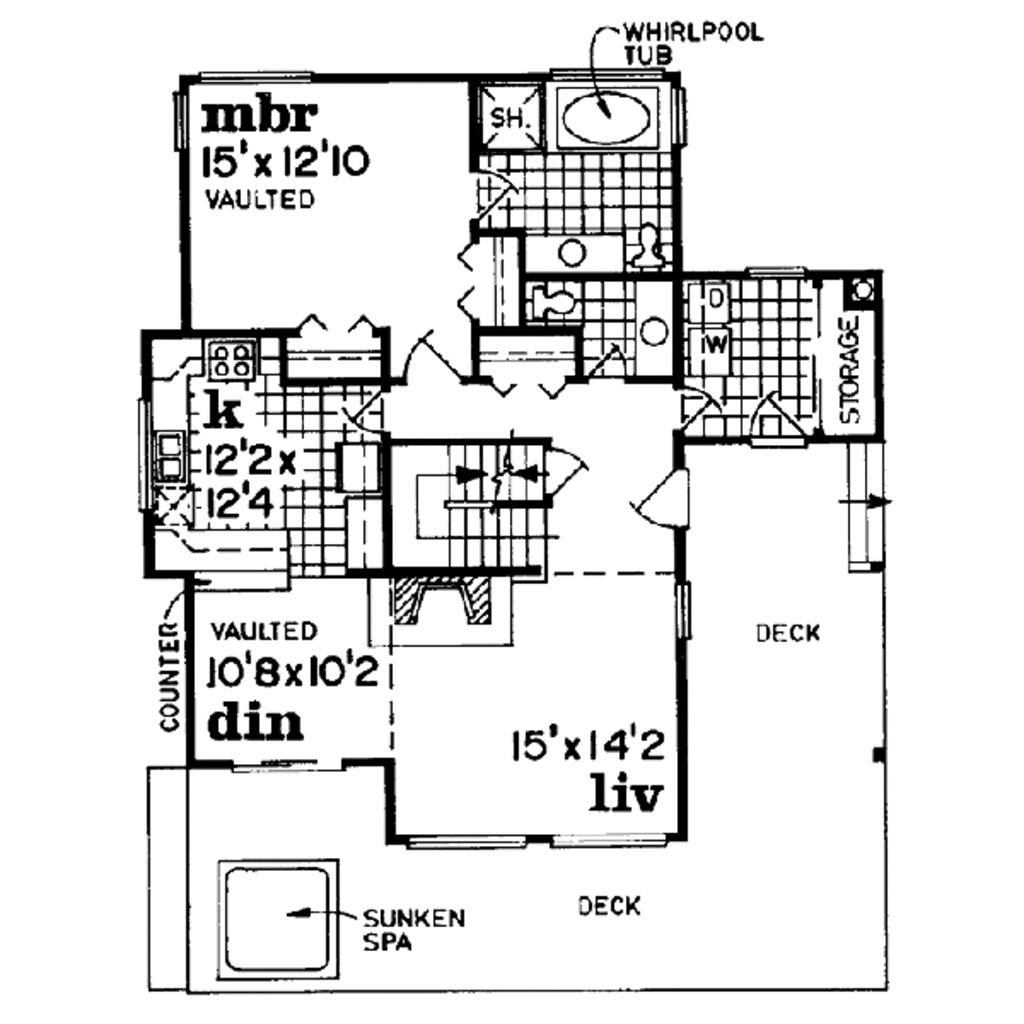 WHIRLPOOL
TUB
mbr
15' x 12'10
VAULTED
SH.
D
W
STORAGE
k
12'2 x
12'4
COUNTER
VAULTED
10'8 x 10'2
din
15' x 14'2
liv
DECK
DECK
SUNKEN
SPA